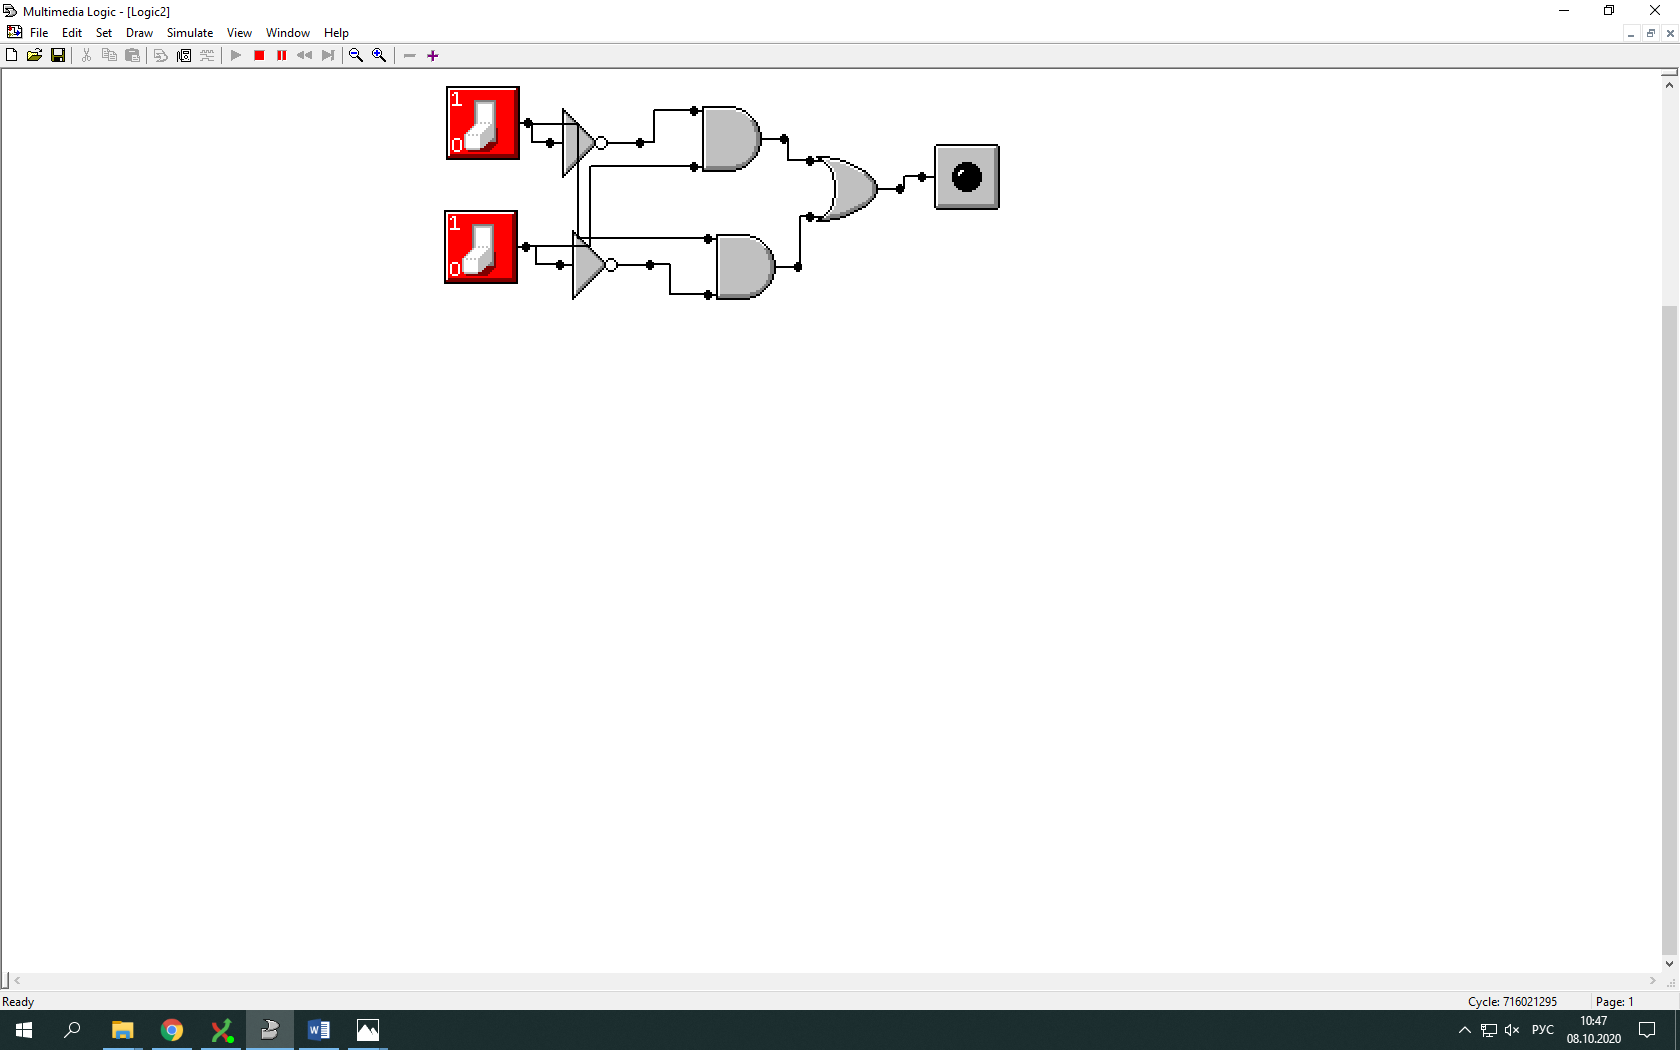 Multimedia Logic - [Logic2]
File Edit Set Draw Simulate View Window Help
1
0
1
0
Ready
Cycle: 716021295
Page: 1
РУС
10:47
08.10.2020